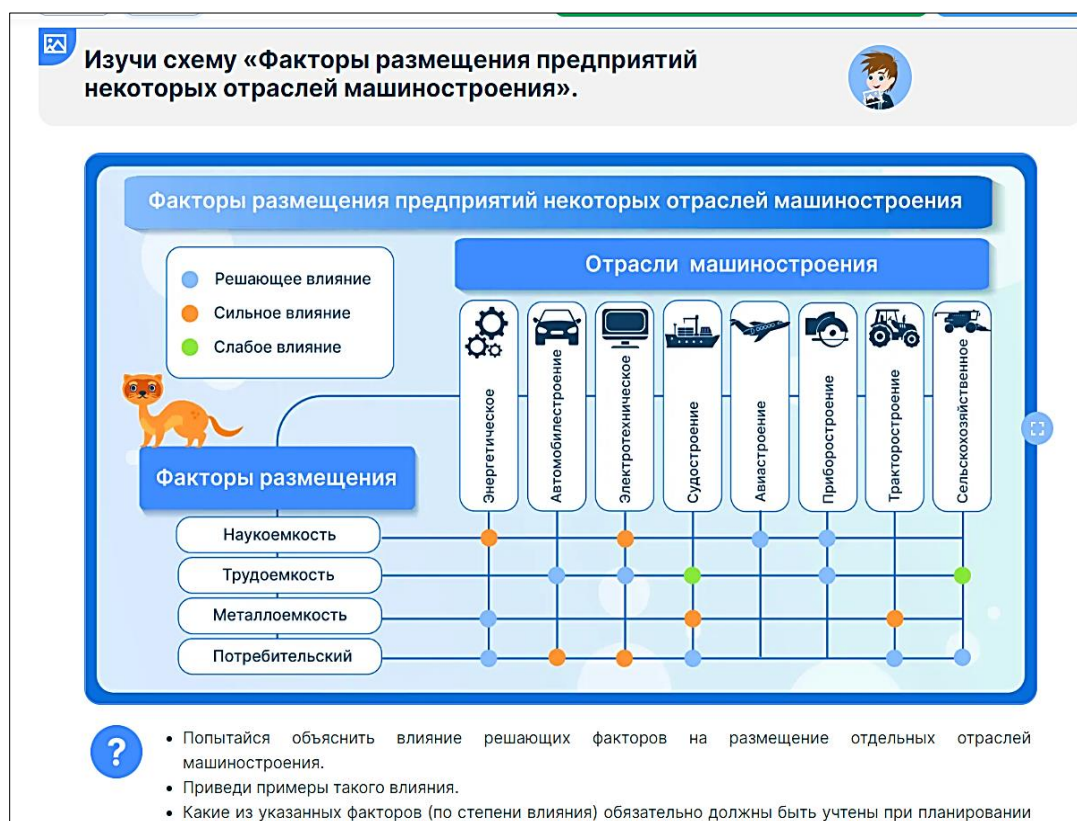 Изучи схему «Факторы размещения предприятий
некоторых отраслей машиностроения».
Факторы размещения предприятий некоторых отраслей машиностроения
Решающее влияние
Сильное влияние
Слабое влияние
Отрасли машиностроения
Энергетическое
Автомобилестроение
Электротехническое
Судостроение
Авиастроение
Приборостроение
Тракторостроение
Сельскохозяйственное
Факторы размещения
Наукоемкость
Трудоемкость
Металлоемкость
Потребительский
?
• Попытайся объяснить влияние решающих факторов на размещение отдельных отраслей
машиностроения.
• Приведи примеры такого влияния.
• Какие из указанных факторов (по степени влияния) обязательно должны быть учтены при планировании